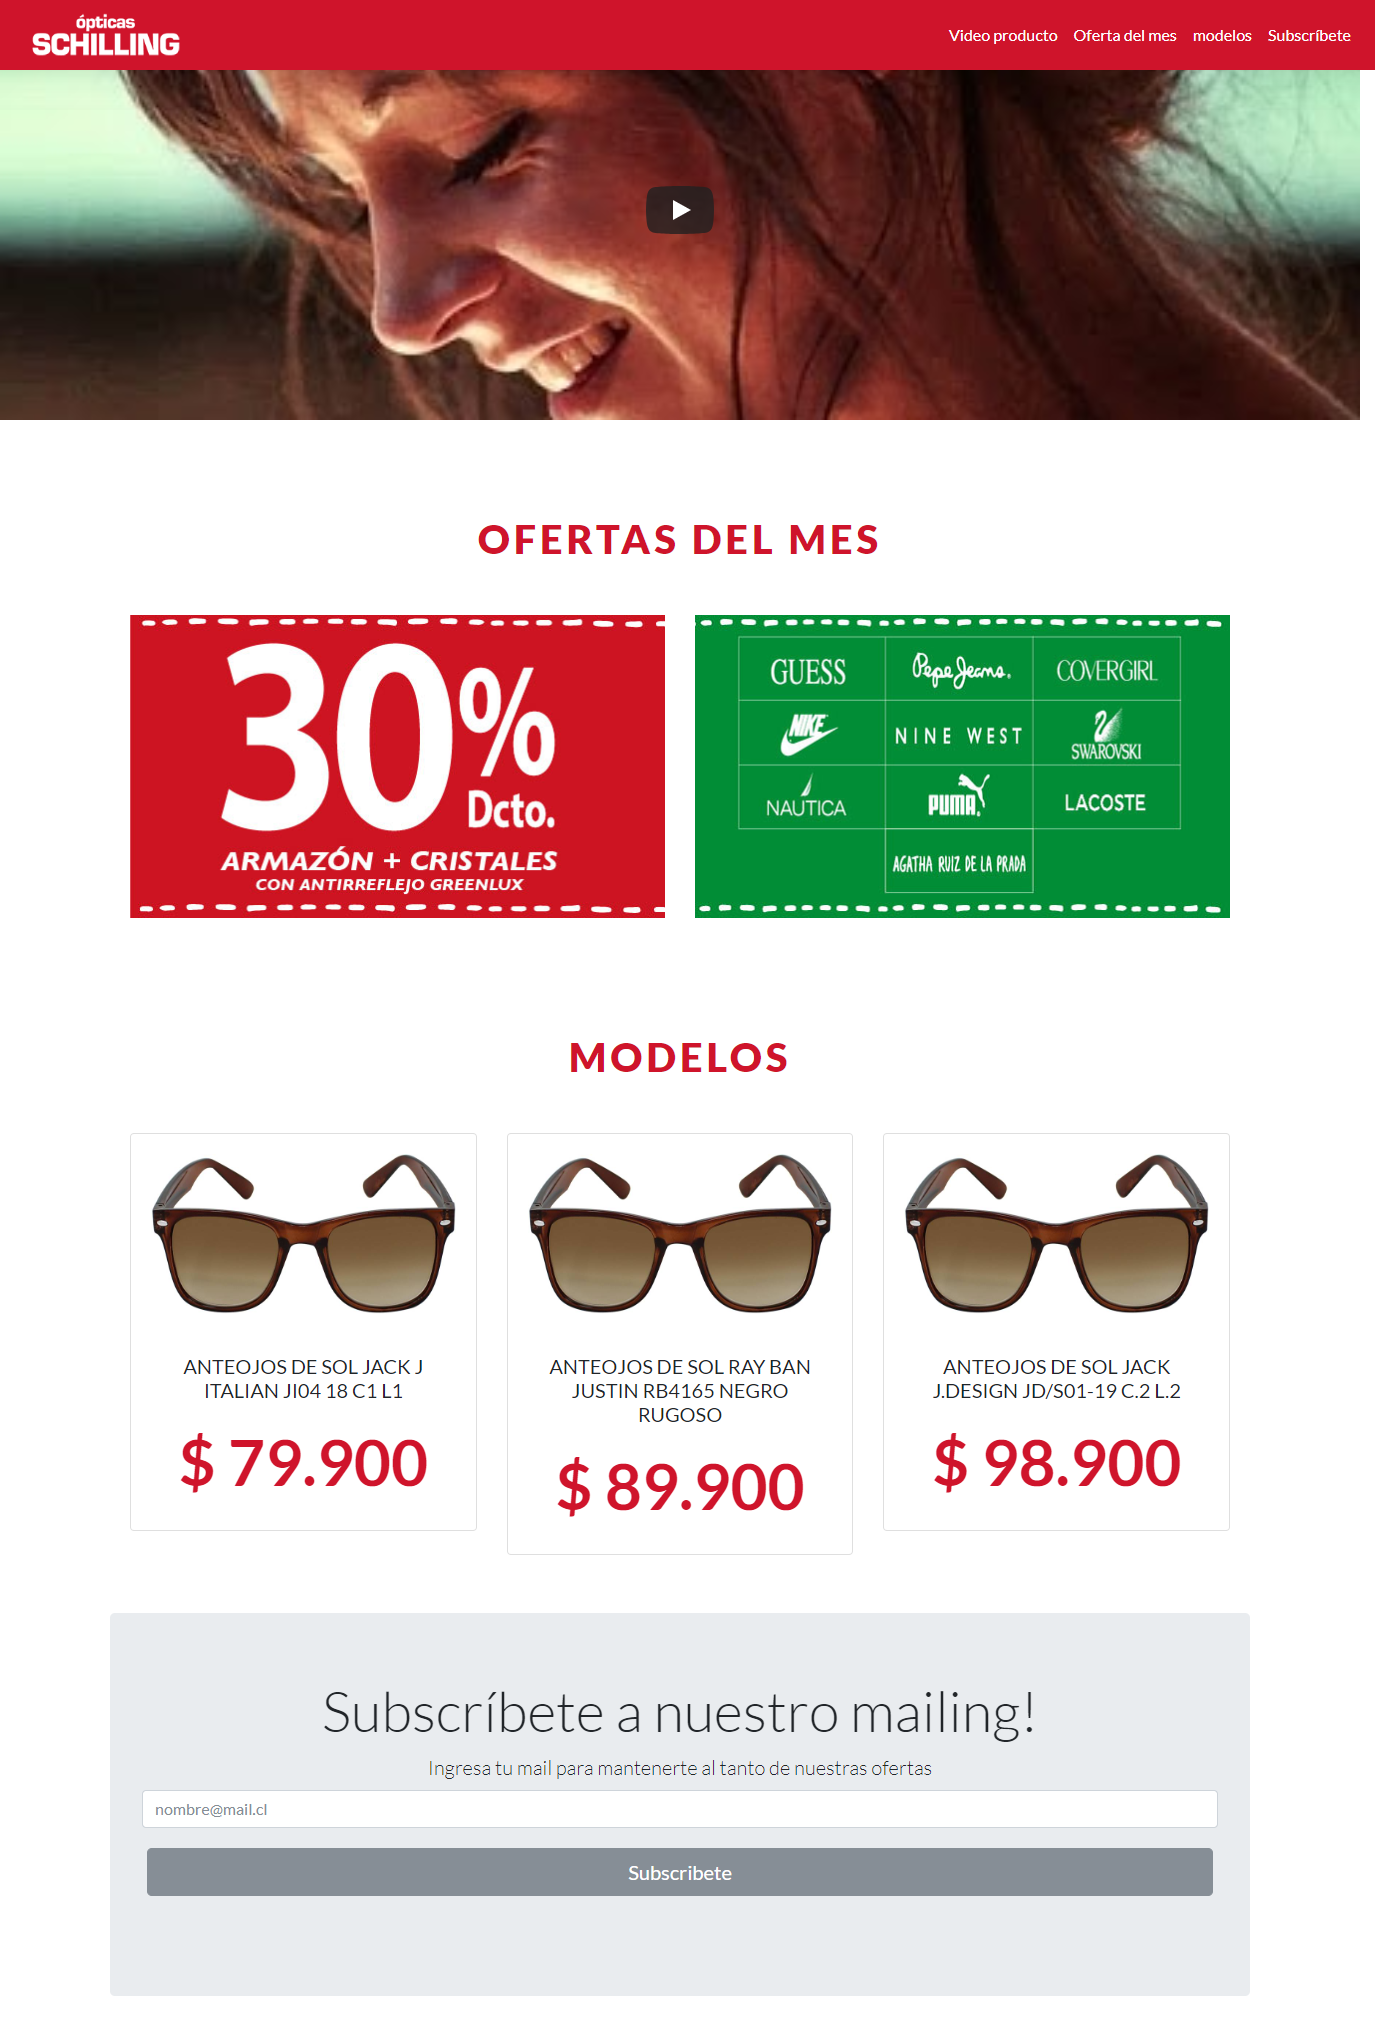 ópticas
SCHILLING
Video producto
Oferta del mes
modelos
Subscríbete
OFERTAS DEL MES
30%
Dcto.
ARMAZÓN + CRISTALES
CON ANTIRREFLEJO GREENLUX
GUESS
Pepe Jeans.
COVERGIRL
NIKE
NINE WEST
SWAROVSKI
NAUTICA
PUMA.
LACOSTE
AGATHA RUIZ DE LA PRADA
MODELOS
ANTEOJOS DE SOL JACK J
ITALIAN JI04 18 C1 L1
$ 79.900
ANTEOJOS DE SOL RAY BAN
JUSTIN RB4165 NEGRO
RUGOSO
$ 89.900
ANTEOJOS DE SOL JACK
J.DESIGN JD/S01-19 C.2 L.2
$ 98.900
Subscríbete a nuestro mailing!
Ingresa tu mail para mantenerte al tanto de nuestras ofertas
nombre@mail.cl
Subscribete